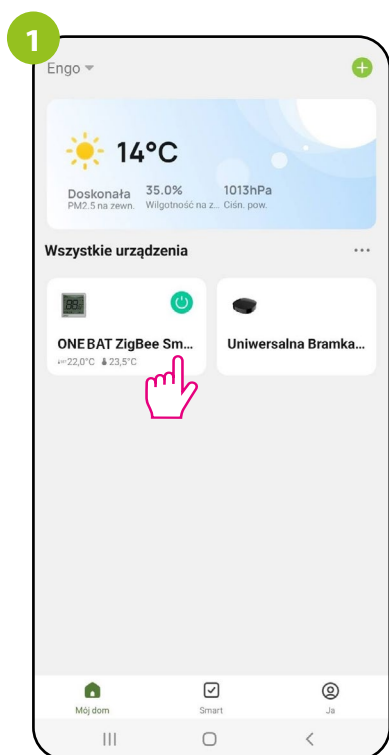 1
Engo
14°C
Doskonała 35.0% 1013hPa
PM2.5 na zewn. Wilgotność na z... Ciśn. pow.
Wszystkie urządzenia
ONE BAT ZigBee Sm... Uniwersalna Bramka...
22,0°C 23,5°C
Mój dom Smart Ja